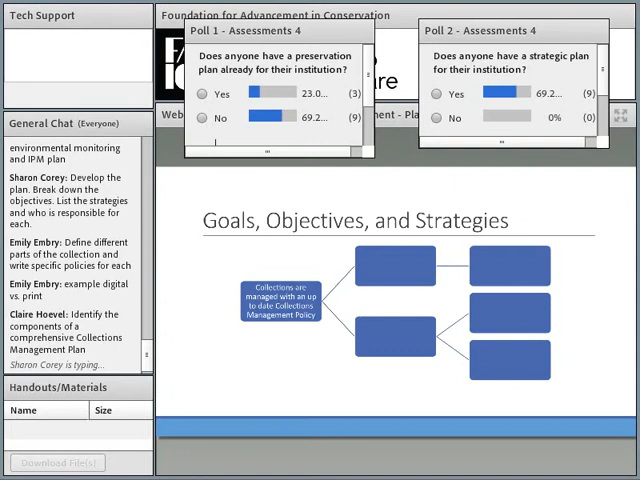 Tech Support
Foundation for Advancement in Conservation
Poll 1 - Assessments 4
Does anyone have a preservation
plan already for their institution?
Yes 23.0... (3)
No 69.2... (9)
Poll 2 - Assessments 4
Does anyone have a strategic plan
for their institution?
Yes 69.2... (9)
No 0% (0)
General Chat (Everyone)
environmental monitoring
and IPM plan
Sharon Corey: Develop the
plan. Break down the
objectives. List the strategies
and who is responsible for
each.
Emily Embry: Define different
parts of the collection and
write specific policies for each
Emily Embry: example digital
vs. print
Claire Hoevel: Identify the
components of a
comprehensive Collections
Management Plan
Sharon Corey is typing...
Handouts/Materials
Name Size
Download File(s)
Goals, Objectives, and Strategies
Collections are
managed with an up
to date Collections
Management Policy